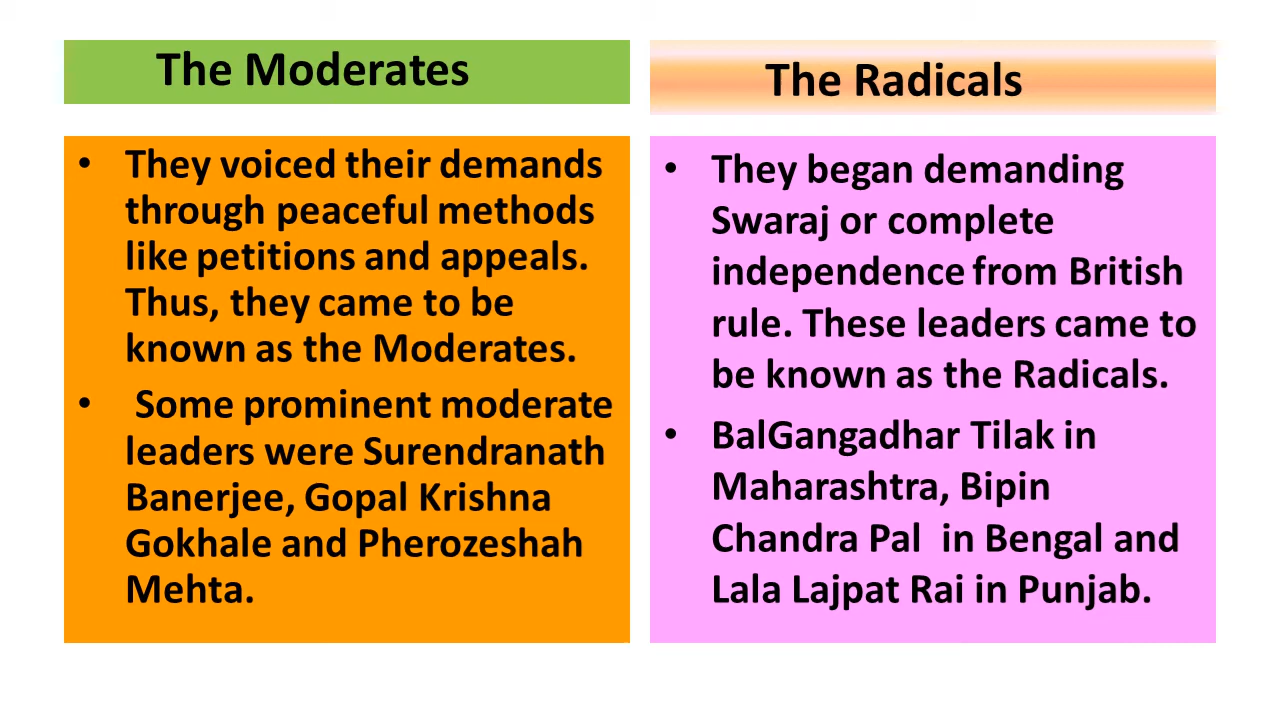 The Moderates
• They voiced their demands
through peaceful methods
like petitions and appeals.
Thus, they came to be
known as the Moderates.
• Some prominent moderate
leaders were Surendranath
Banerjee, Gopal Krishna
Gokhale and Pherozeshah
Mehta.
The Radicals
• They began demanding
Swaraj or complete
independence from British
rule. These leaders came to
be known as the Radicals.
• BalGangadhar Tilak in
Maharashtra, Bipin
Chandra Pal  in Bengal and
Lala Lajpat Rai in Punjab.